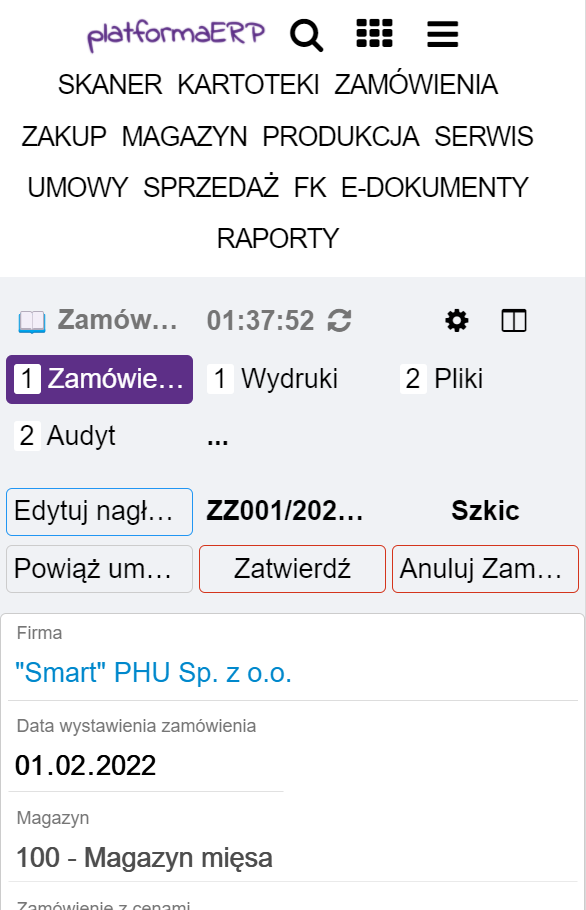 platformaERP
SKANER KARTOTEKI ZAMÓWIENIA
ZAKUP MAGAZYN PRODUKCJA SERWIS
UMOWY SPRZEDAŻ FK E-DOKUMENTY
RAPORTY
Zamów... 01:37:52
1 Zamówie... 1 Wydruki 2 Pliki
2 Audyt ...
Edytuj nagł... ZZ001/202... Szkic
Powiąż um... Zatwierdź Anuluj Zam...
Firma
"Smart" PHU Sp. z o.o.
Data wystawienia zamówienia
01.02.2022
Magazyn
100 - Magazyn mięsa
Zamówienie z cenami